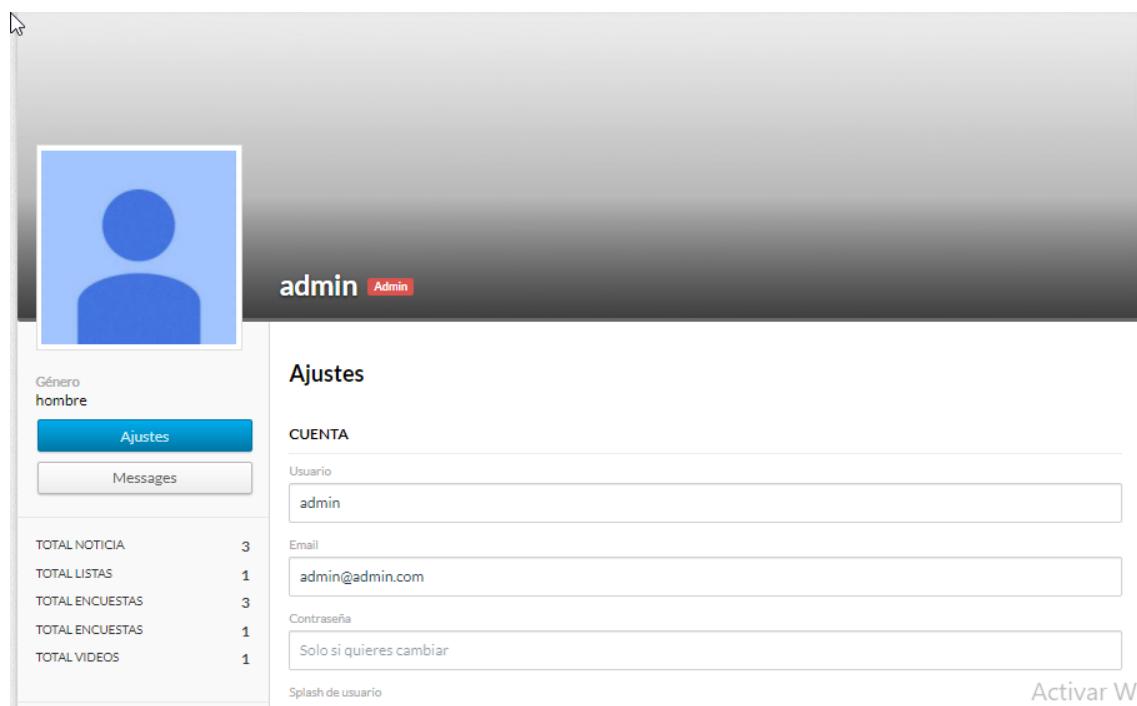 admin Admin
Género
hombre
Ajustes
Messages
TOTAL NOTICIA 3
TOTAL LISTAS 1
TOTAL ENCUESTAS 3
TOTAL ENCUESTAS 1
TOTAL VIDEOS 1
Ajustes
CUENTA
Usuario
admin
Email
admin@admin.com
Contraseña
Solo si quieres cambiar
Splash de usuario
Activar W